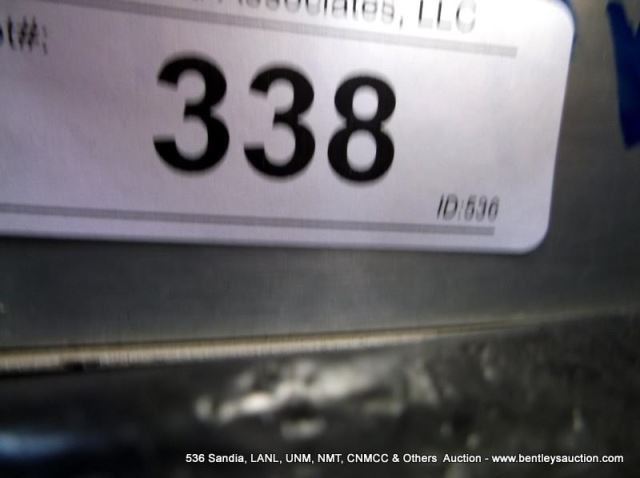 Associates, LLC
338
ID:536
536 Sandia, LANL, UNM, NMT, CNMCC & Others Auction - www.bentleysauction.com